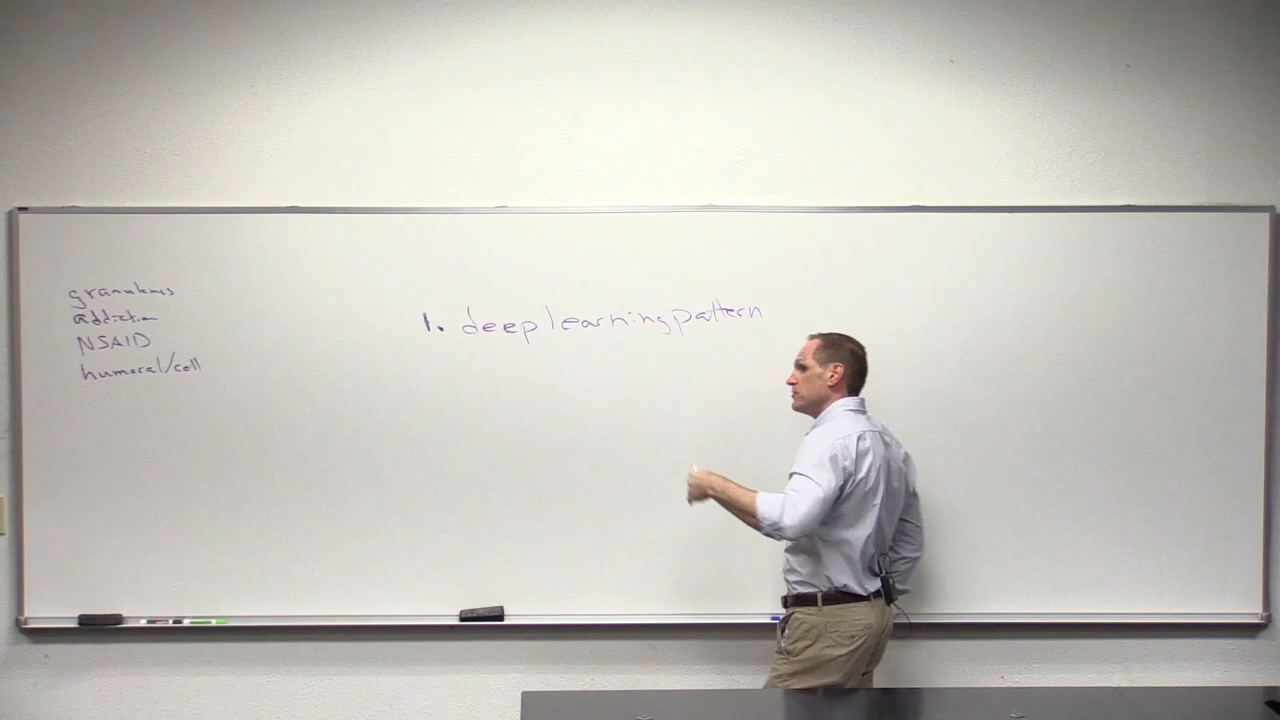 granulomas
addiction
NSAID
humoral/cell
1. deep learning pattern